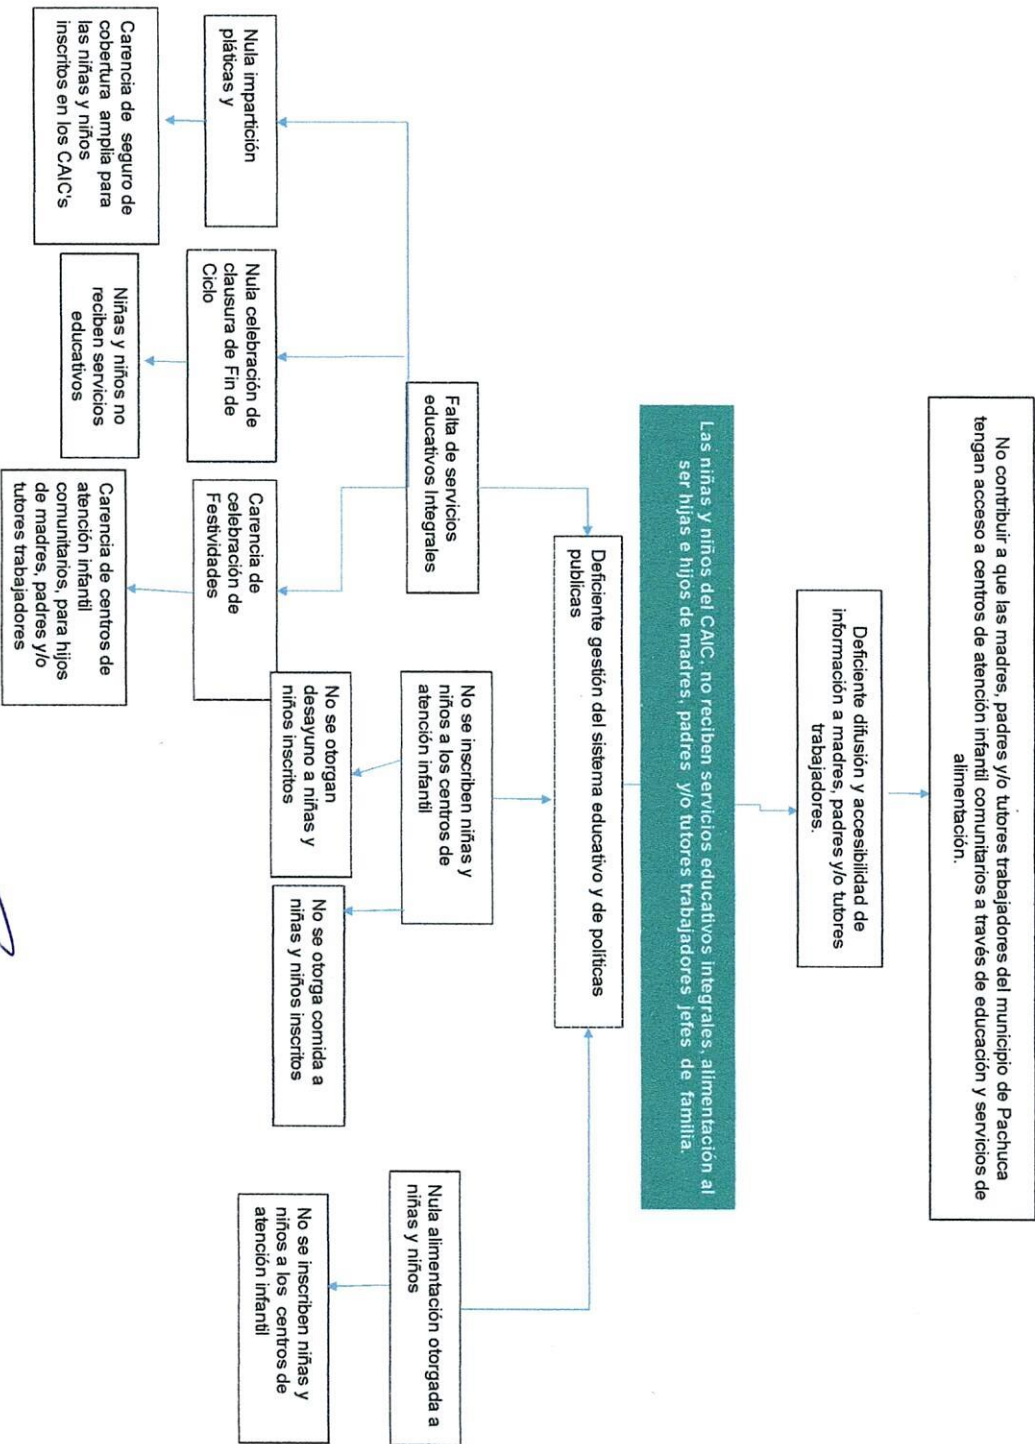 No contribuir a que las madres, padres y/o tutores trabajadores del municipio de Pachuca
tengan acceso a centros de atención infantil comunitarios a través de educación y servicios de
alimentación.
Deficiente difusión y accesibilidad de
información a madres, padres y/o tutores
trabajadores.
Las niñas y niños del CAIC, no reciben servicios educativos integrales, alimentación al
ser hijas e hijos de madres, padres y/o tutores trabajadores jefes de familia.
Deficiente gestión del sistema educativo y de políticas
publicas
Falta de servicios
educativos Integrales
No se inscriben niñas y
niños a los centros de
atención infantil
Nula alimentación otorgada a
niñas y niños
Nula impartición
pláticas y
Nula celebración de
clausura de Fin de
Ciclo
Carencia de
celebración de
Festividades
No se otorgan
desayuno a niñas y
niños inscritos
No se otorga comida a
niñas y niños inscritos
No se inscriben niñas y
niños a los centros de
atención infantil
Carencia de seguro de
cobertura amplia para
las niñas y niños
inscritos en los CAIC's
Niñas y niños no
reciben servicios
educativos
Carencia de centros de
atención infantil
comunitarios, para hijos
de madres, padres y/o
tutores trabajadores